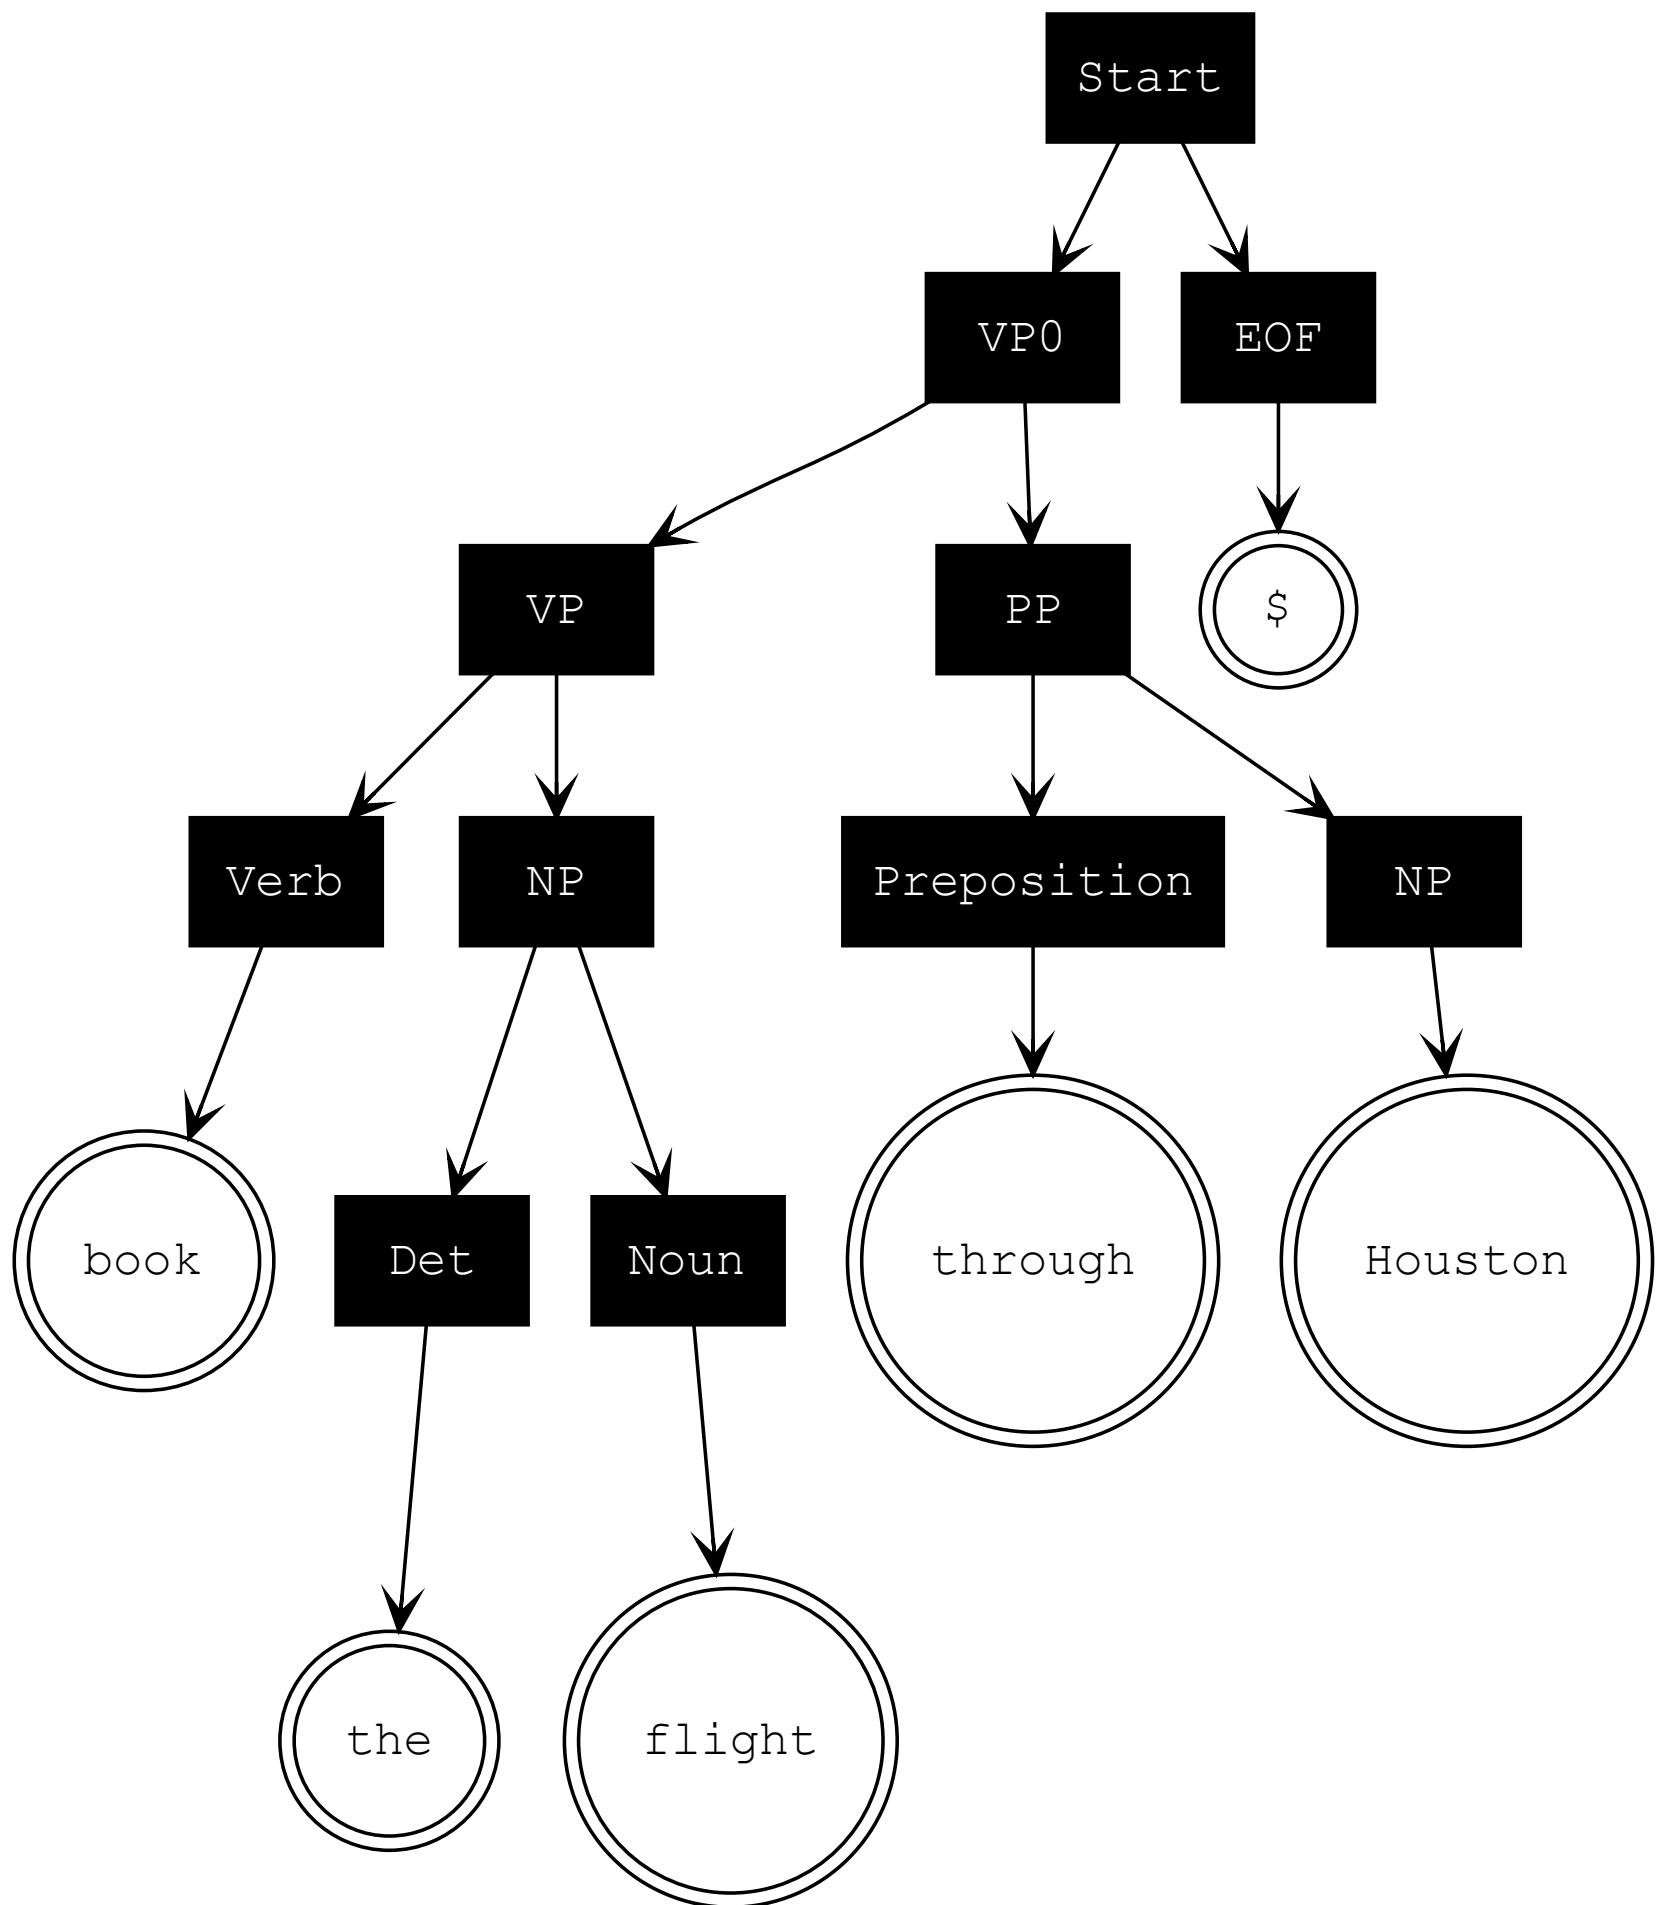 Start
VP0
EOF
VP
PP
$
Verb
NP
Preposition
NP
book
Det
Noun
through
Houston
the
flight